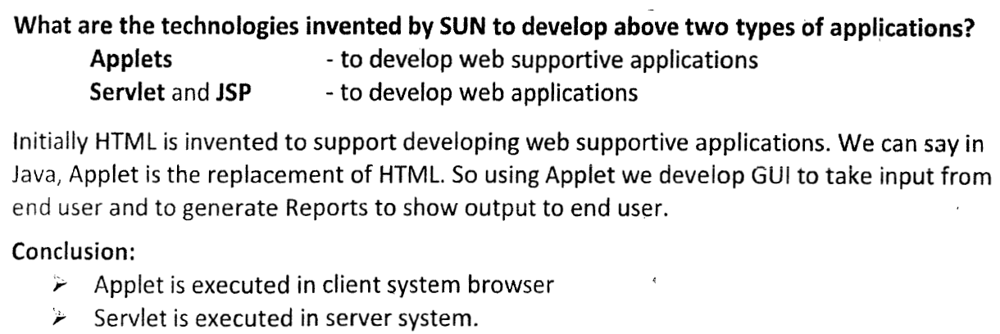 What are the technologies invented by SUN to develop above two types of applications?
Applets - to develop web supportive applications
Servlet and JSP - to develop web applications
Initially HTML is invented to support developing web supportive applications. We can say in
Java, Applet is the replacement of HTML. So using Applet we develop GUI to take input from
end user and to generate Reports to show output to end user.
Conclusion:
➢ Applet is executed in client system browser
➢ Servlet is executed in server system.